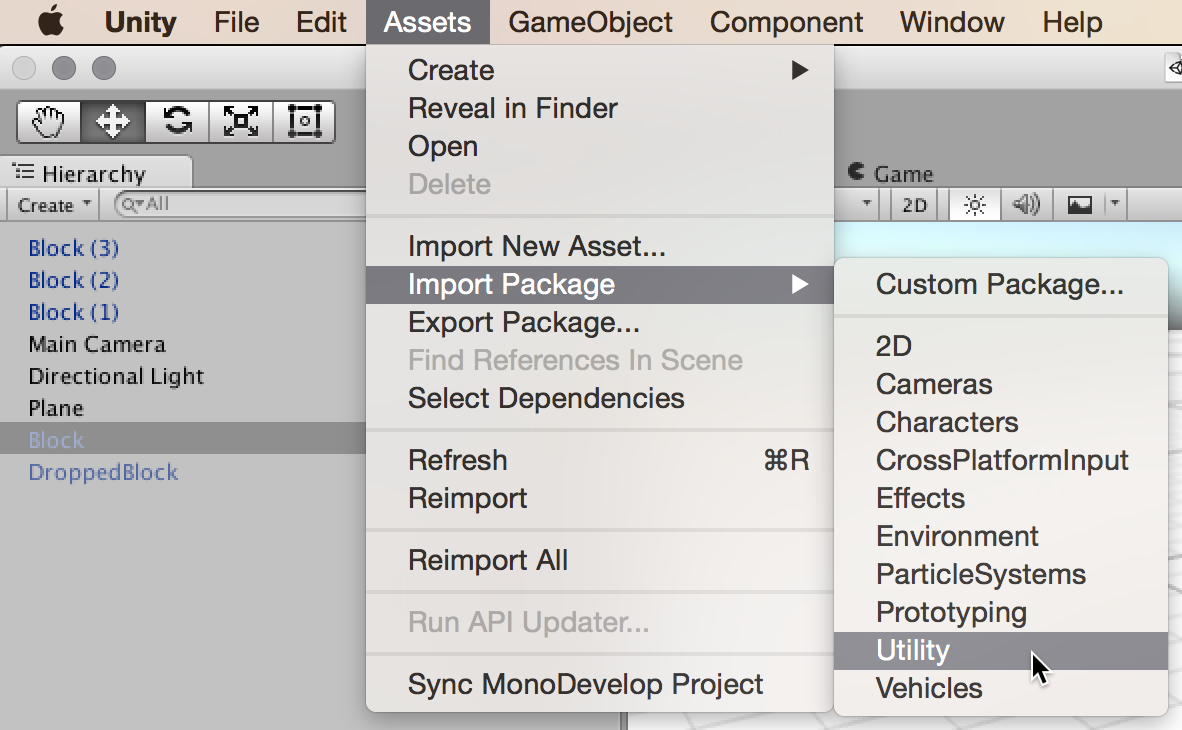 Unity File Edit Assets GameObject Component Window Help
Hierarchy
Create All
Block (3)
Block (2)
Block (1)
Main Camera
Directional Light
Plane
Block
DroppedBlock
Create
Reveal in Finder
Open
Delete
Import New Asset...
Import Package
Export Package...
Find References In Scene
Select Dependencies
Refresh ⌘R
Reimport
Reimport All
Run API Updater...
Sync MonoDevelop Project
Game
2D
Custom Package...
2D
Cameras
Characters
CrossPlatformInput
Effects
Environment
ParticleSystems
Prototyping
Utility
Vehicles